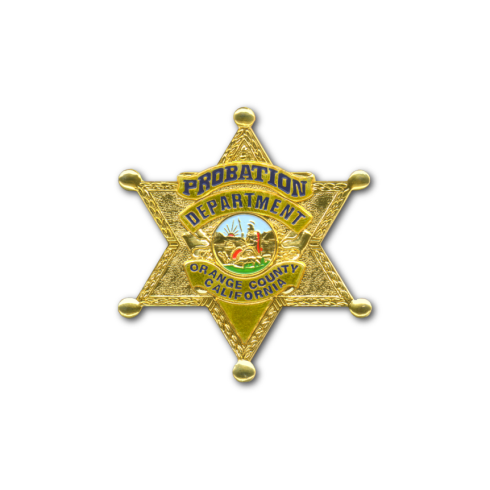 PROBATION
DEPARTMENT
ORANGE COUNTY
CALIFORNIA